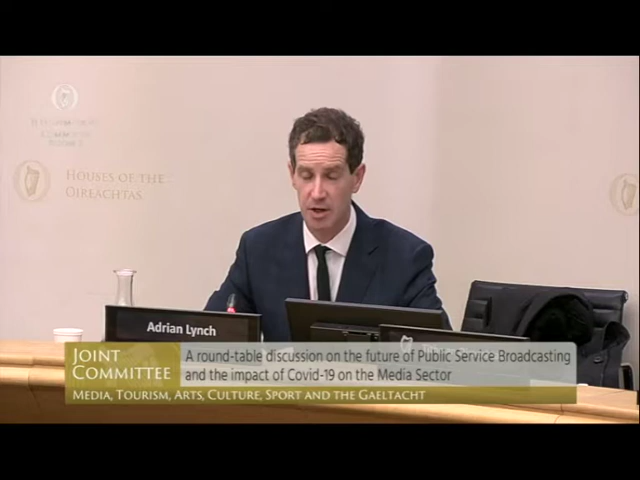 HOUSES OF THE
OIREACHTAS
Adrian Lynch
JOINT
COMMITTEE
A round-table discussion on the future of Public Service Broadcasting
and the impact of Covid-19 on the Media Sector
MEDIA, TOURISM, ARTS, CULTURE, SPORT AND THE GAELTACHT